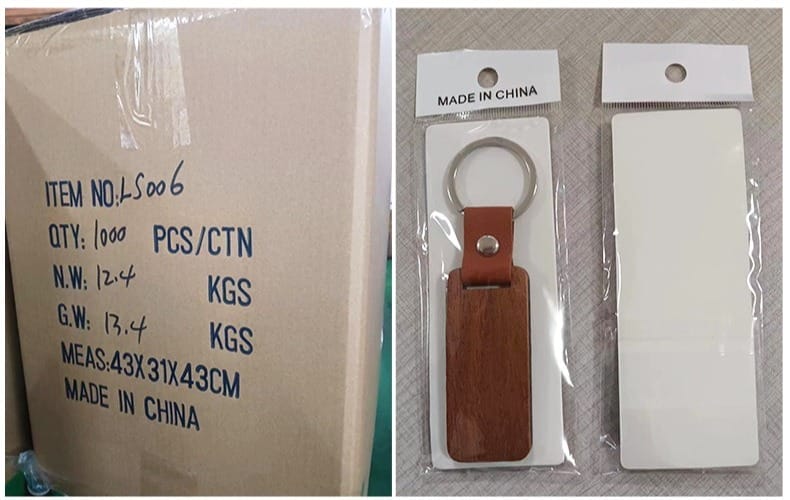 ITEM NO:LS006
QTY: 1000 PCS/CTN
N.W: 12.4 KGS
G.W: 13.4 KGS
MEAS:43X31X43CM
MADE IN CHINA
MADE IN CHINA